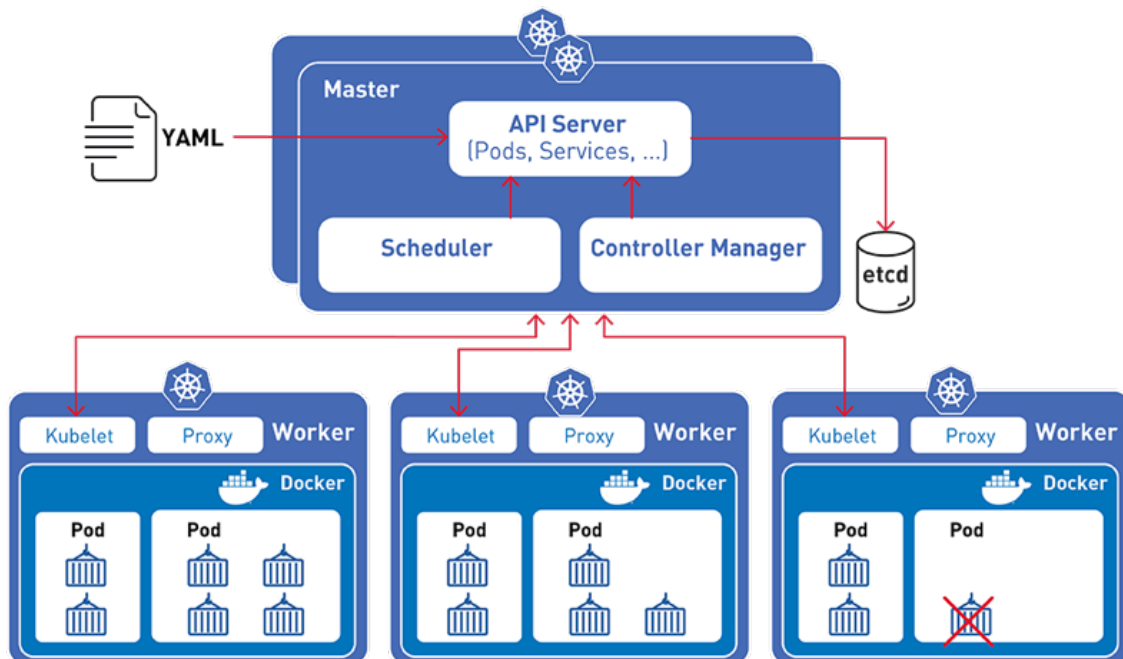 Master
YAML
API Server
(Pods, Services, ...)
Scheduler
Controller Manager
etcd
Kubelet
Proxy
Worker
Docker
Pod
Pod
Kubelet
Proxy
Worker
Docker
Pod
Pod
Kubelet
Proxy
Worker
Docker
Pod
Pod